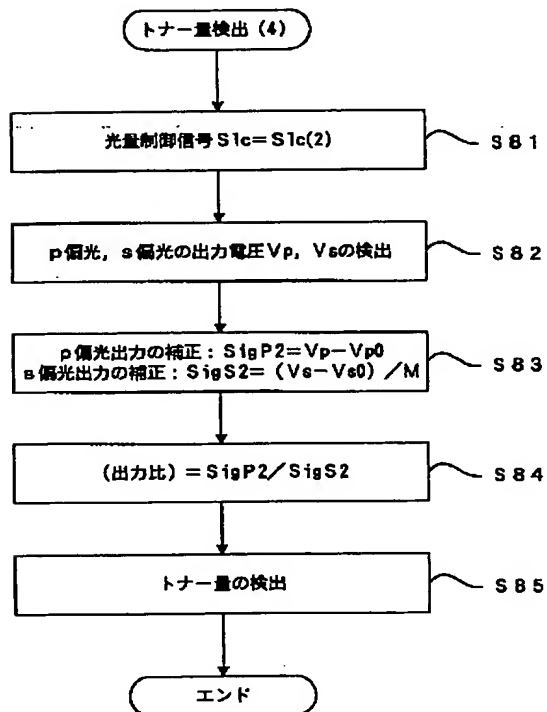 トナー量検出（4）
光量制御信号Slc＝Slc(2)
S81
p偏光，s偏光の出力電圧Vp，Vsの検出
S82
p偏光出力の補正：SigP2＝Vp－Vp0
s偏光出力の補正：SigS2＝（Vs－Vs0）／M
S83
（出力比）＝SigP2／SigS2
S84
トナー量の検出
S85
エンド